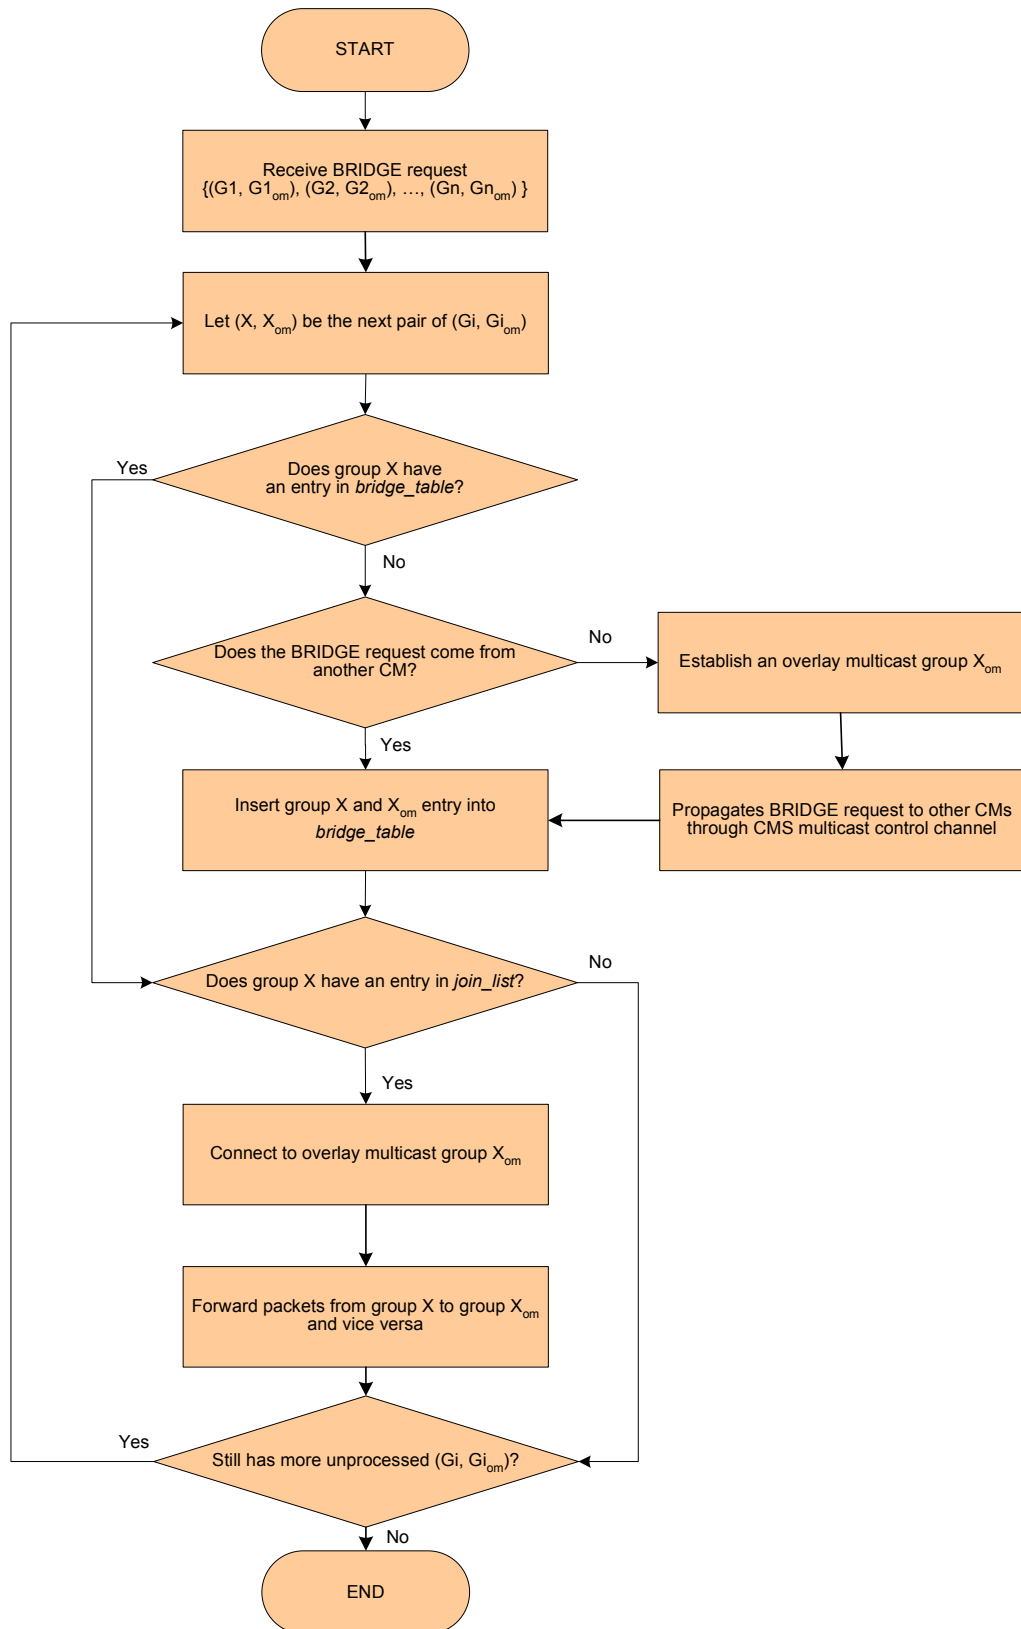 START
Receive BRIDGE request
{(G1, G1om), (G2, G2om), …, (Gn, Gnom) }
Let (X, Xom) be the next pair of (Gi, Giom)
Yes
Does group X have
an entry in bridge_table?
No
Does the BRIDGE request come from
another CM?
No
Establish an overlay multicast group Xom
Yes
Insert group X and Xom entry into
bridge_table
Propagates BRIDGE request to other CMs
through CMS multicast control channel
Does group X have an entry in join_list?
No
Yes
Connect to overlay multicast group Xom
Forward packets from group X to group Xom
and vice versa
Yes
Still has more unprocessed (Gi, Giom)?
No
END